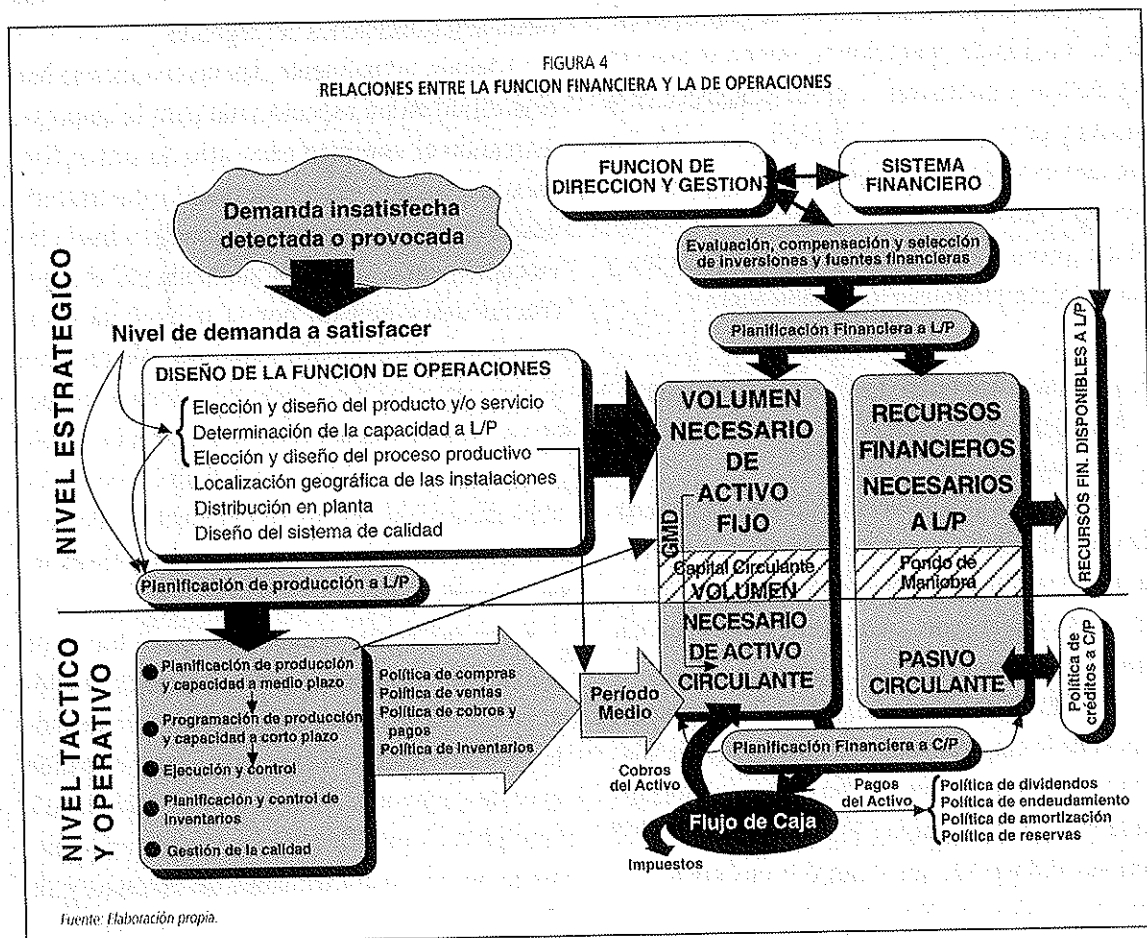 FIGURA 4
RELACIONES ENTRE LA FUNCION FINANCIERA Y LA DE OPERACIONES
Demanda insatisfecha
detectada o provocada
FUNCION DE
DIRECCION Y GESTION
SISTEMA
FINANCIERO
Evaluación, compensación y selección
de inversiones y fuentes financieras
Planificación Financiera a L/P
NIVEL ESTRATEGICO
Nivel de demanda a satisfacer
DISEÑO DE LA FUNCION DE OPERACIONES
Elección y diseño del producto y/o servicio
Determinación de la capacidad a L/P
Elección y diseño del proceso productivo
Localización geográfica de las instalaciones
Distribución en planta
Diseño del sistema de calidad
Planificación de producción a L/P
VOLUMEN
NECESARIO
DE
ACTIVO
FIJO
GMD
Capital Circulante
VOLUMEN
NECESARIO
DE ACTIVO
CIRCULANTE
RECURSOS
FINANCIEROS
NECESARIOS
A L/P
Fondo de
Maniobra
PASIVO
CIRCULANTE
RECURSOS FIN. DISPONIBLES A L/P
Política de
créditos a C/P
NIVEL TACTICO
Y OPERATIVO
Planificación de producción
y capacidad a medio plazo
Programación de producción
y capacidad a corto plazo
Ejecución y control
Planificación y control de
inventarios
Gestión de la calidad
Política de compras
Política de ventas
Política de cobros y
pagos
Política de inventarios
Período
Medio
Planificación Financiera a C/P
Cobros
del Activo
Flujo de Caja
Impuestos
Pagos
del Activo
Política de dividendos
Política de endeudamiento
Política de amortización
Política de reservas
Fuente: Elaboración propia.